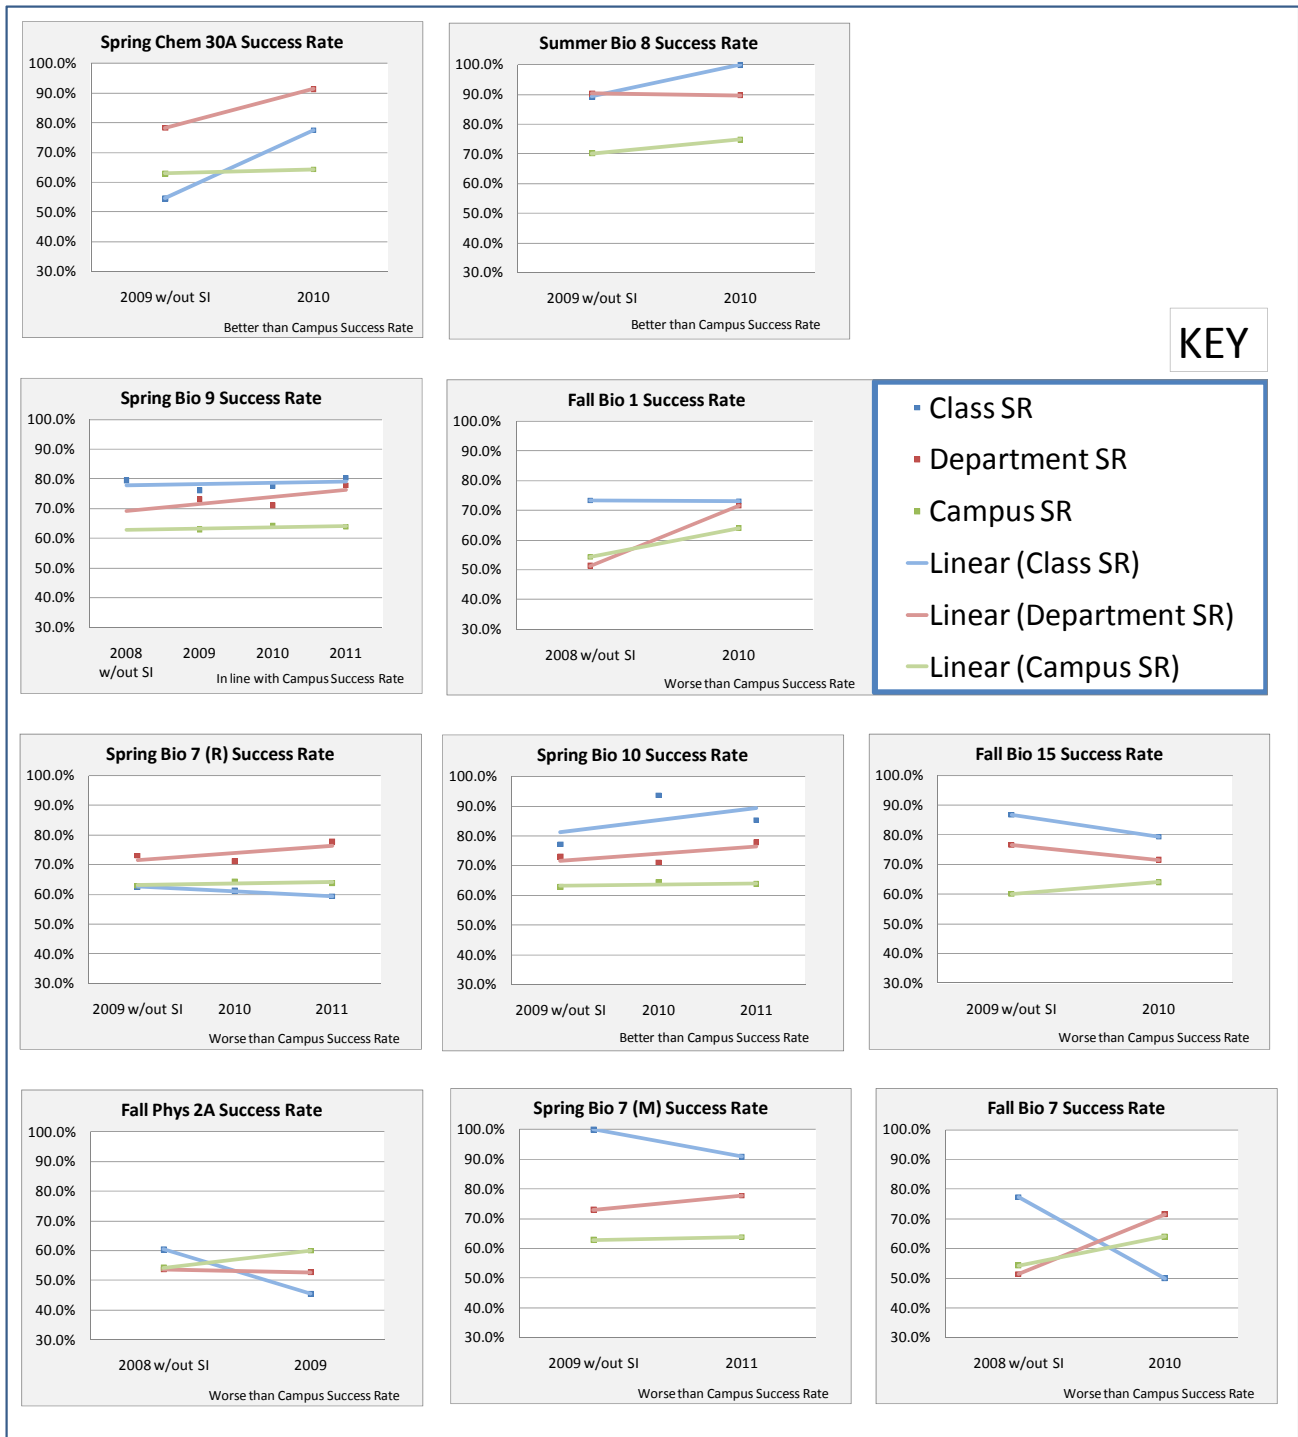 Spring Chem 30A Success Rate
100.0%
90.0%
80.0%
70.0%
60.0%
50.0%
40.0%
30.0%
2009 w/out SI 2010
Better than Campus Success Rate
Summer Bio 8 Success Rate
100.0%
90.0%
80.0%
70.0%
60.0%
50.0%
40.0%
30.0%
2009 w/out SI 2010
Better than Campus Success Rate
KEY
Class SR
Department SR
Campus SR
Linear (Class SR)
Linear (Department SR)
Linear (Campus SR)
Spring Bio 9 Success Rate
100.0%
90.0%
80.0%
70.0%
60.0%
50.0%
40.0%
30.0%
2008 2009 2010 2011
w/out SI
In line with Campus Success Rate
Fall Bio 1 Success Rate
100.0%
90.0%
80.0%
70.0%
60.0%
50.0%
40.0%
30.0%
2008 w/out SI 2010
Worse than Campus Success Rate
Spring Bio 7 (R) Success Rate
100.0%
90.0%
80.0%
70.0%
60.0%
50.0%
40.0%
30.0%
2009 w/out SI 2010 2011
Worse than Campus Success Rate
Spring Bio 10 Success Rate
100.0%
90.0%
80.0%
70.0%
60.0%
50.0%
40.0%
30.0%
2009 w/out SI 2010 2011
Better than Campus Success Rate
Fall Bio 15 Success Rate
100.0%
90.0%
80.0%
70.0%
60.0%
50.0%
40.0%
30.0%
2009 w/out SI 2010
Worse than Campus Success Rate
Fall Phys 2A Success Rate
100.0%
90.0%
80.0%
70.0%
60.0%
50.0%
40.0%
30.0%
2008 w/out SI 2009
Worse than Campus Success Rate
Spring Bio 7 (M) Success Rate
100.0%
90.0%
80.0%
70.0%
60.0%
50.0%
40.0%
30.0%
2009 w/out SI 2011
Worse than Campus Success Rate
Fall Bio 7 Success Rate
100.0%
90.0%
80.0%
70.0%
60.0%
50.0%
40.0%
30.0%
2008 w/out SI 2010
Worse than Campus Success Rate